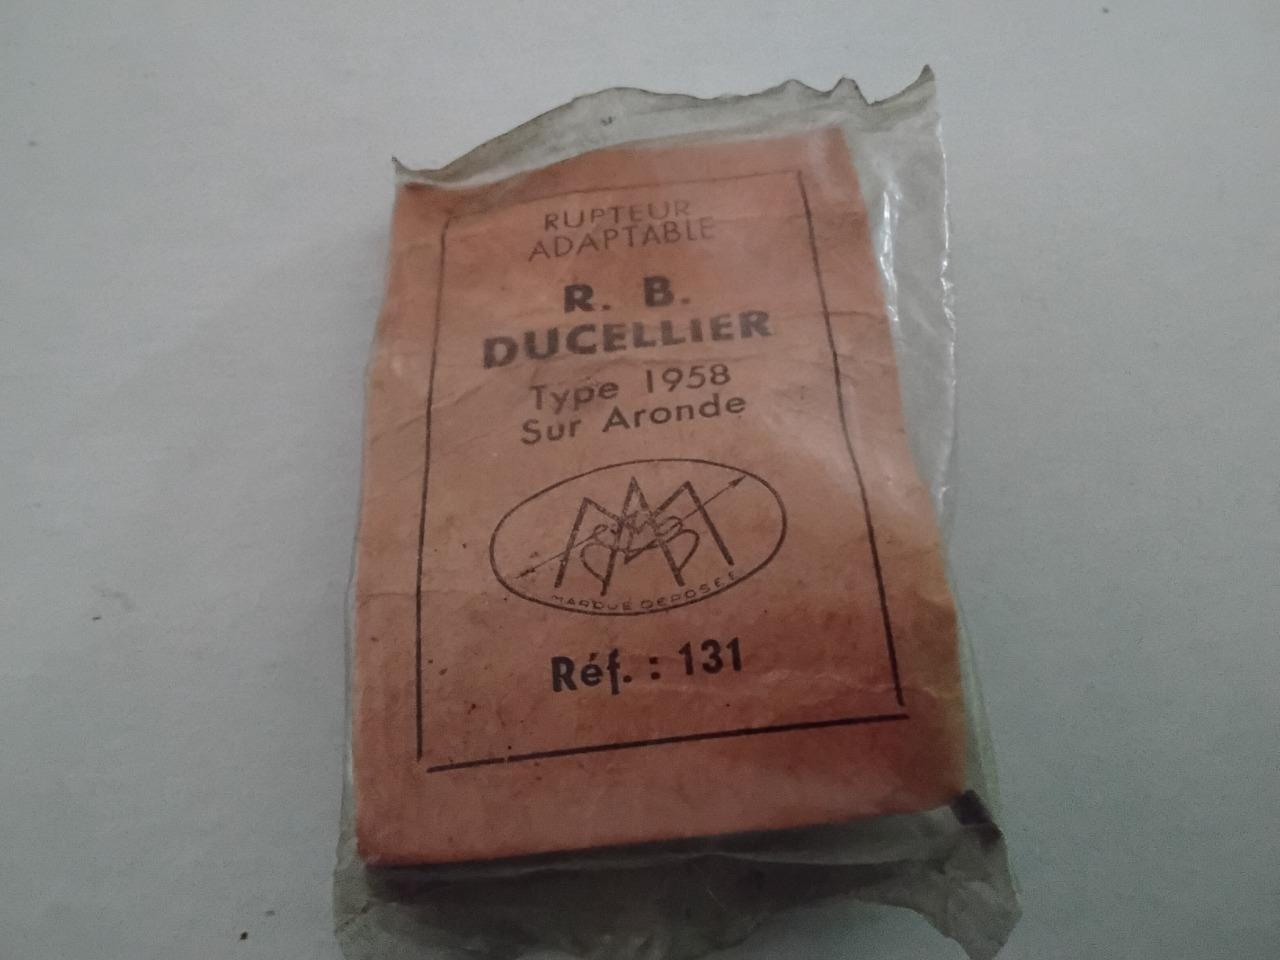 RUPTEUR
ADAPTABLE
R. B.
DUCELLIER
Type 1958
Sur Aronde
MARQUE DEPOSEE
Réf. : 131